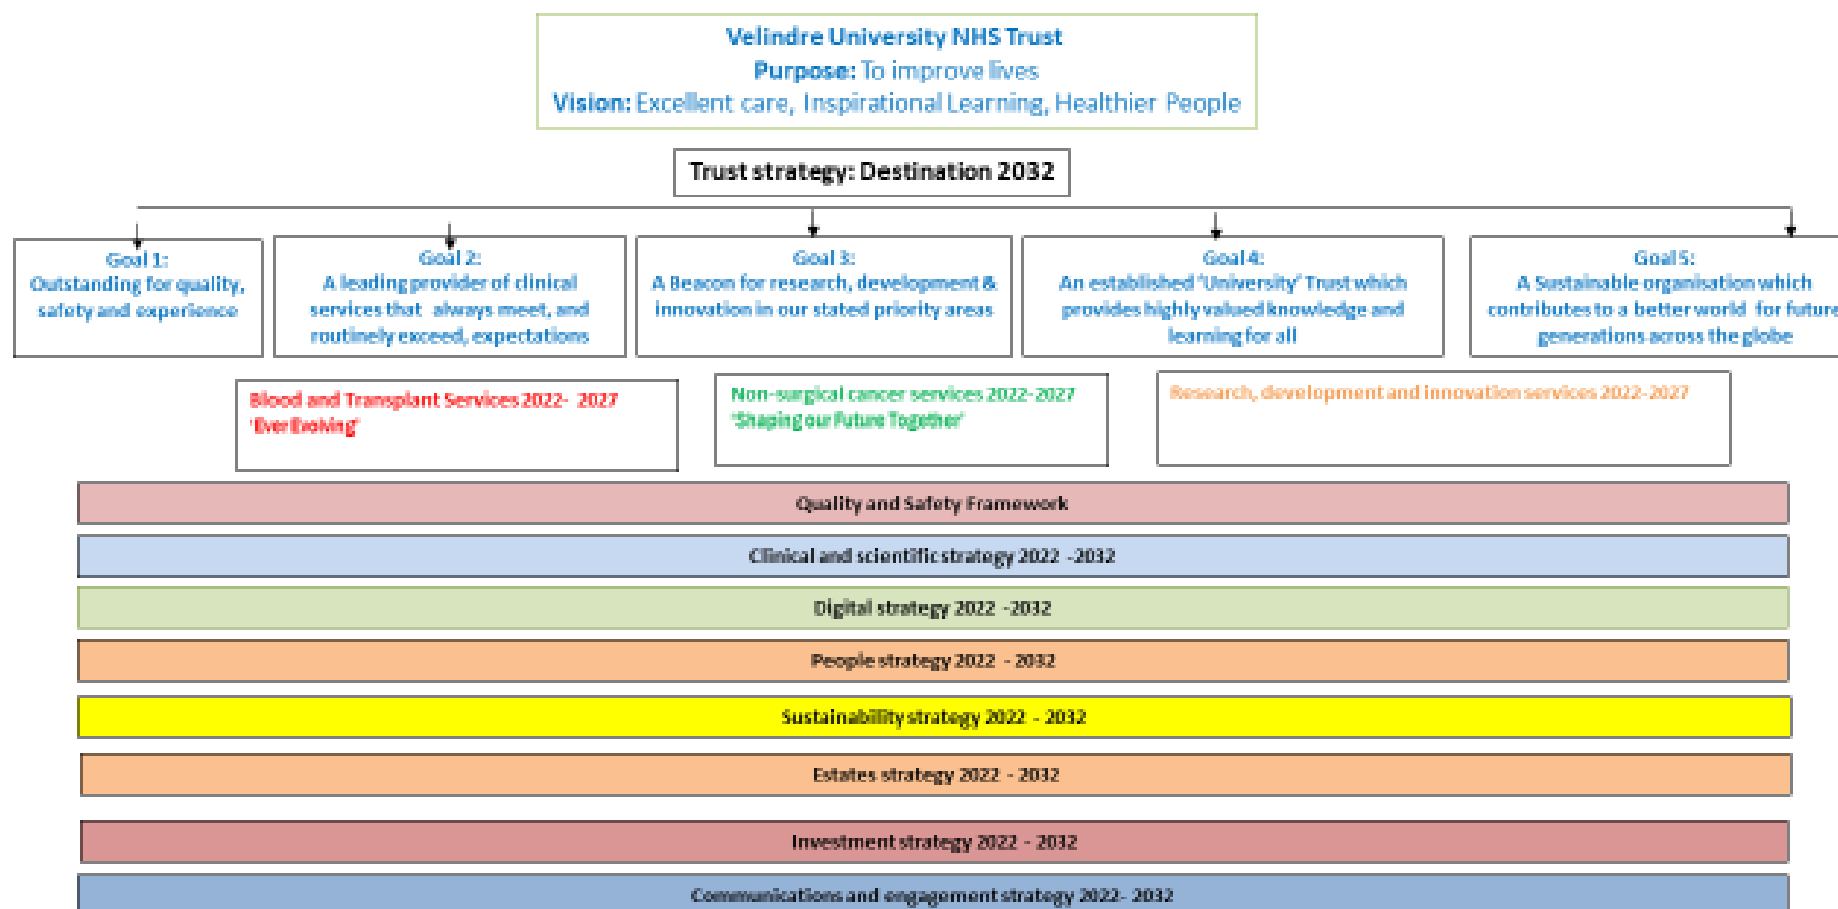 Velindre University NHS Trust
Purpose: To improve lives
Vision: Excellent care, Inspirational Learning, Healthier People
Trust strategy: Destination 2032
Goal 1:
Outstanding for quality,
safety and experience
Goal 2:
A leading provider of clinical
services that always meet, and
routinely exceed, expectations
Goal 3:
A Beacon for research, development &
innovation in our stated priority areas
Goal 4:
An established 'University' Trust which
provides highly valued knowledge and
learning for all
Goal 5:
A Sustainable organisation which
contributes to a better world for future
generations across the globe
Blood and Transplant Services 2022- 2027
'Ever Evolving'
Non-surgical cancer services 2022-2027
'Shaping our Future Together'
Research, development and innovation services 2022-2027
Quality and Safety Framework
Clinical and scientific strategy 2022 -2032
Digital strategy 2022 -2032
People strategy 2022 - 2032
Sustainability strategy 2022 - 2032
Estates strategy 2022 - 2032
Investment strategy 2022 - 2032
Communications and engagement strategy 2022- 2032